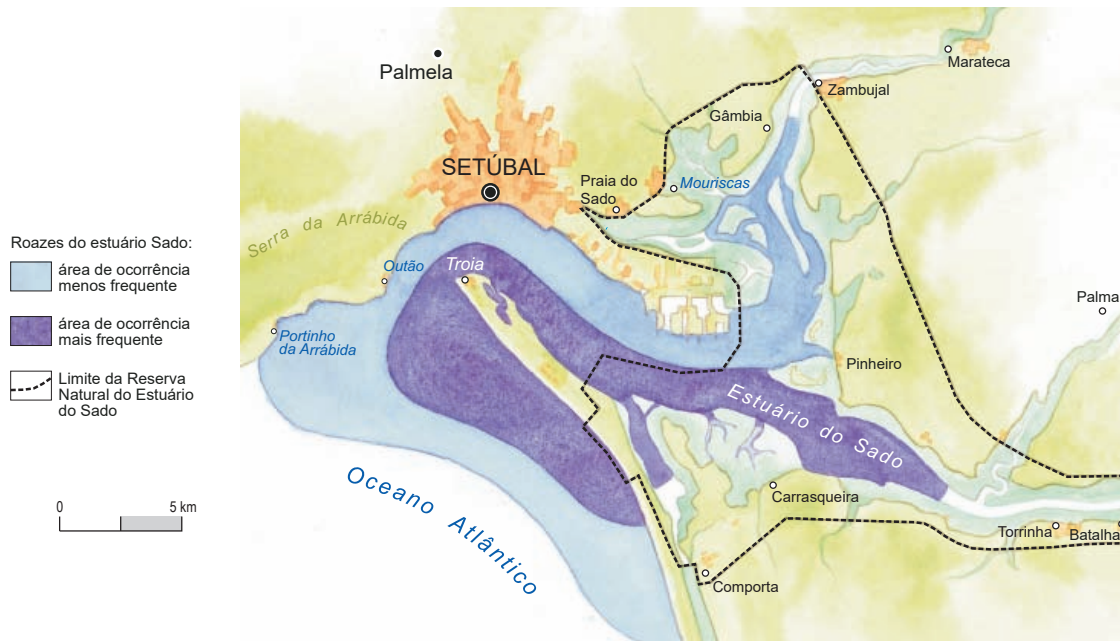 Palmela
SETÚBAL
Marateca
Zambujal
Gâmbia
Praia do
Sado
Mouriscas
Serra da Arrábida
Roazes do estuário Sado:
área de ocorrência
menos frequente
área de ocorrência
mais frequente
Limite da Reserva
Natural do Estuário
do Sado
0
5 km
Outão
Troia
Portinho
da Arrábida
Palma
Pinheiro
Estuário do Sado
Oceano Atlântico
Carrasqueira
Torrinha
Batalha
Comporta